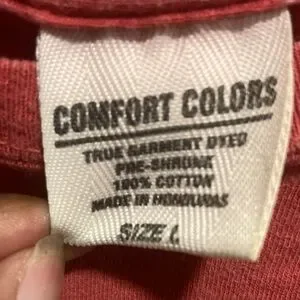 COMFORT COLORS
TRUE GARMENT DYED
PRE-SHRUNK
100% COTTON
MADE IN HONDURAS
SIZE L